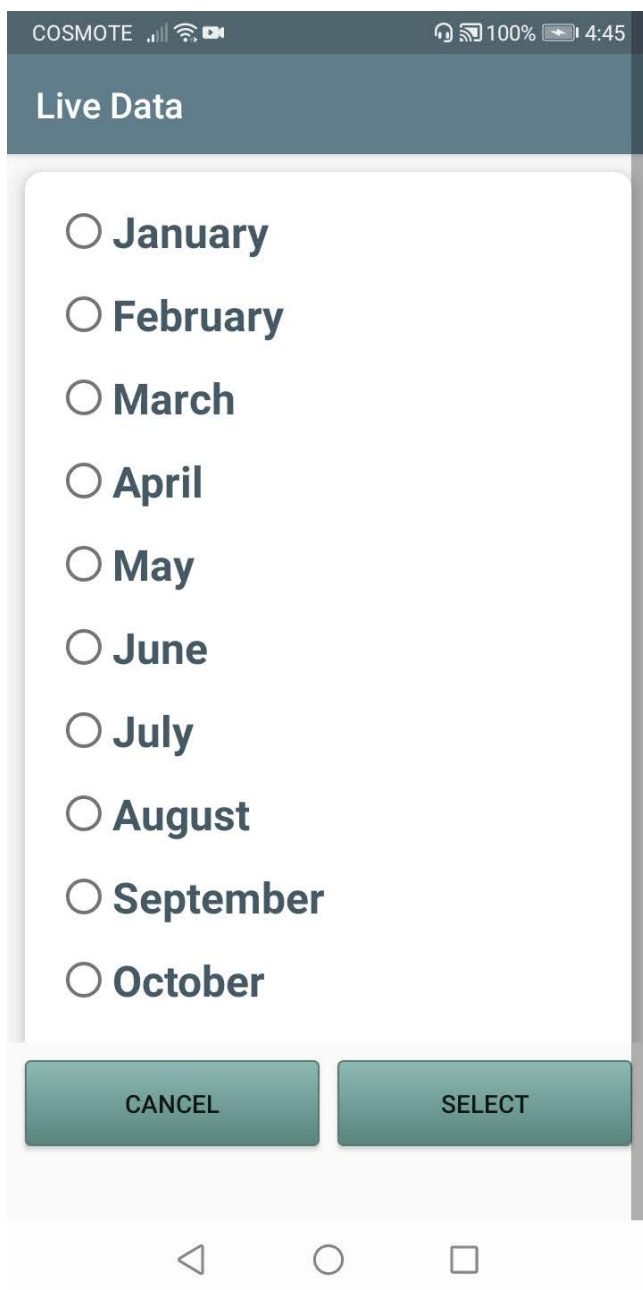 COSMOTE 100% 4:45
Live Data
January
February
March
April
May
June
July
August
September
October
CANCEL SELECT